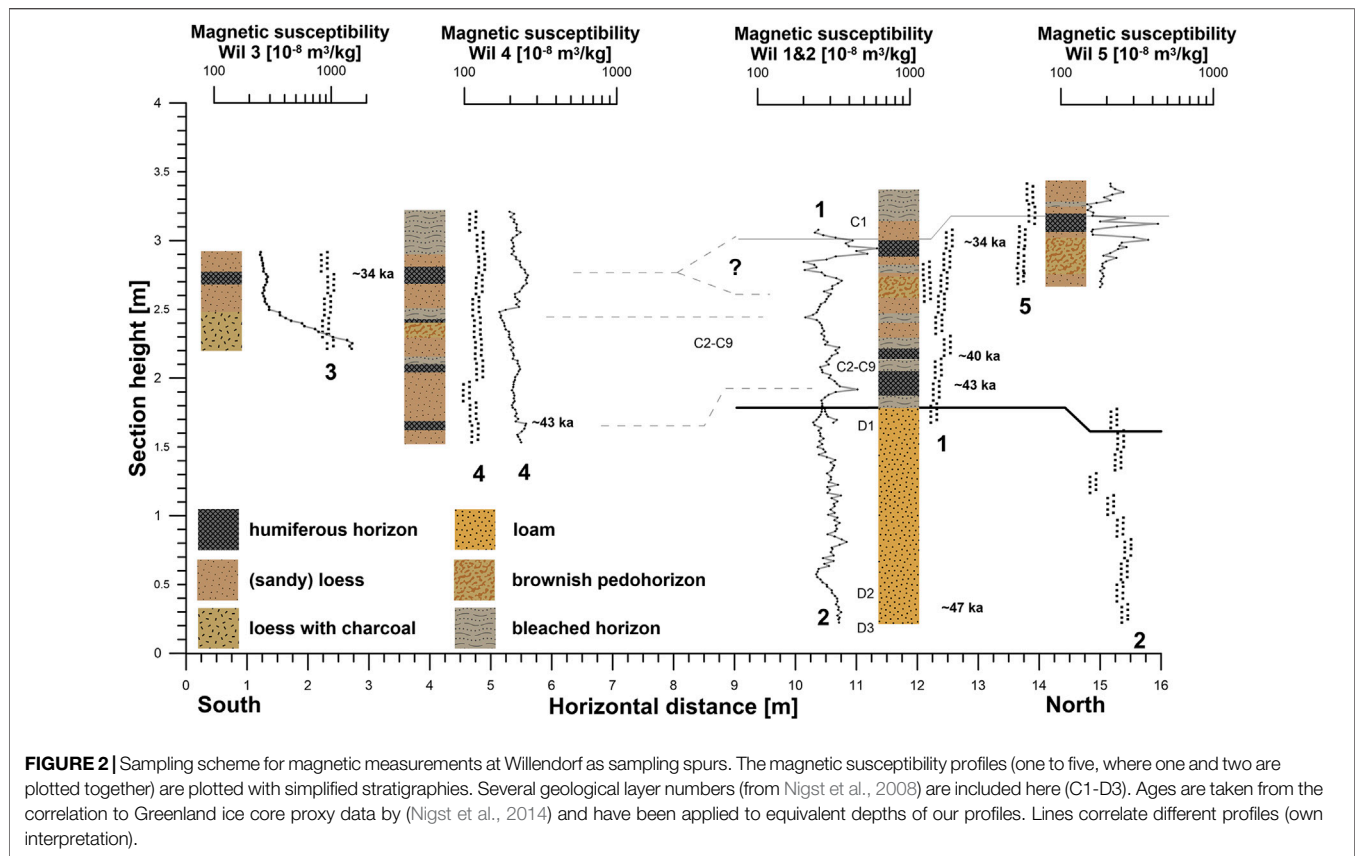 Magnetic susceptibility
Wil 3 [10⁻⁸ m³/kg]
100 1000
Magnetic susceptibility
Wil 4 [10⁻⁸ m³/kg]
100 1000
Magnetic susceptibility
Wil 1&2 [10⁻⁸ m³/kg]
100 1000
Magnetic susceptibility
Wil 5 [10⁻⁸ m³/kg]
100 1000
Section height [m]
4
3.5
3
2.5
2
1.5
1
0.5
0
3
~34 ka
~43 ka
4
4
?
C2-C9
1
C1
C2-C9
D1
D2
D3
2
~34 ka
~40 ka
~43 ka
1
~47 ka
5
2
humiferous horizon
(sandy) loess
loess with charcoal
loam
brownish pedohorizon
bleached horizon
0 1 2 3 4 5 6 7 8 9 10 11 12 13 14 15 16
South
Horizontal distance [m]
North
FIGURE 2 | Sampling scheme for magnetic measurements at Willendorf as sampling spurs. The magnetic susceptibility profiles (one to five, where one and two are
plotted together) are plotted with simplified stratigraphies. Several geological layer numbers (from Nigst et al., 2008) are included here (C1-D3). Ages are taken from the
correlation to Greenland ice core proxy data by (Nigst et al., 2014) and have been applied to equivalent depths of our profiles. Lines correlate different profiles (own
interpretation).